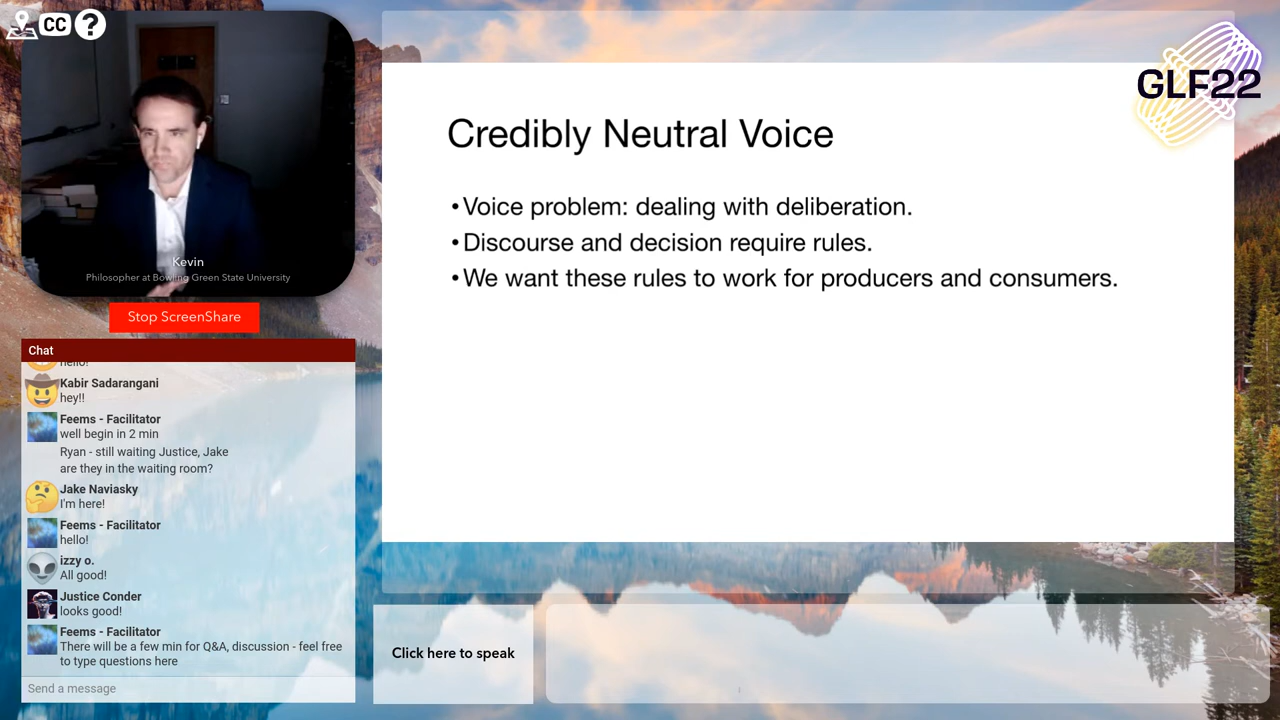 CC
?
Kevin
Philosopher at Bowling Green State University
Stop ScreenShare
Chat
hello!
Kabir Sadarangani
hey!!
Feems - Facilitator
well begin in 2 min
Ryan - still waiting Justice, Jake
are they in the waiting room?
Jake Naviasky
I'm here!
Feems - Facilitator
hello!
izzy o.
All good!
Justice Conder
looks good!
Feems - Facilitator
There will be a few min for Q&A, discussion - feel free
to type questions here
Send a message
GLF22
Credibly Neutral Voice
• Voice problem: dealing with deliberation.
• Discourse and decision require rules.
• We want these rules to work for producers and consumers.
Click here to speak